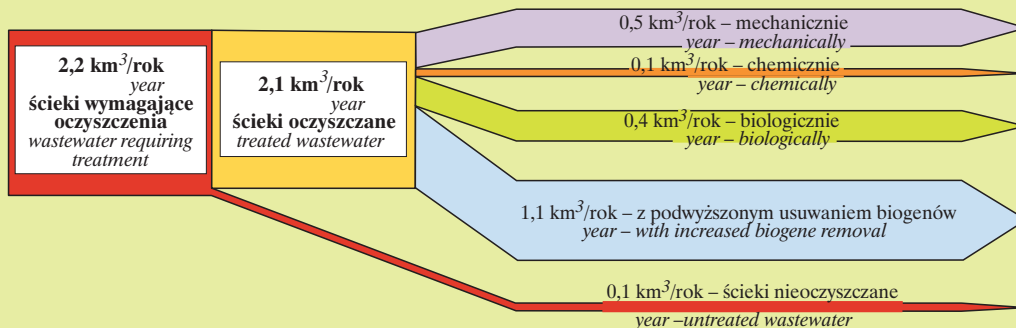 2,2 km³/rok
year
ścieki wymagające
oczyszczenia
wastewater requiring
treatment
2,1 km³/rok
year
ścieki oczyszczane
treated wastewater
0,5 km³/rok – mechanicznie
year – mechanically
0,1 km³/rok – chemicznie
year – chemically
0,4 km³/rok – biologicznie
year – biologically
1,1 km³/rok – z podwyższonym usuwaniem biogenów
year – with increased biogene removal
0,1 km³/rok – ścieki nieoczyszczane
year –untreated wastewater